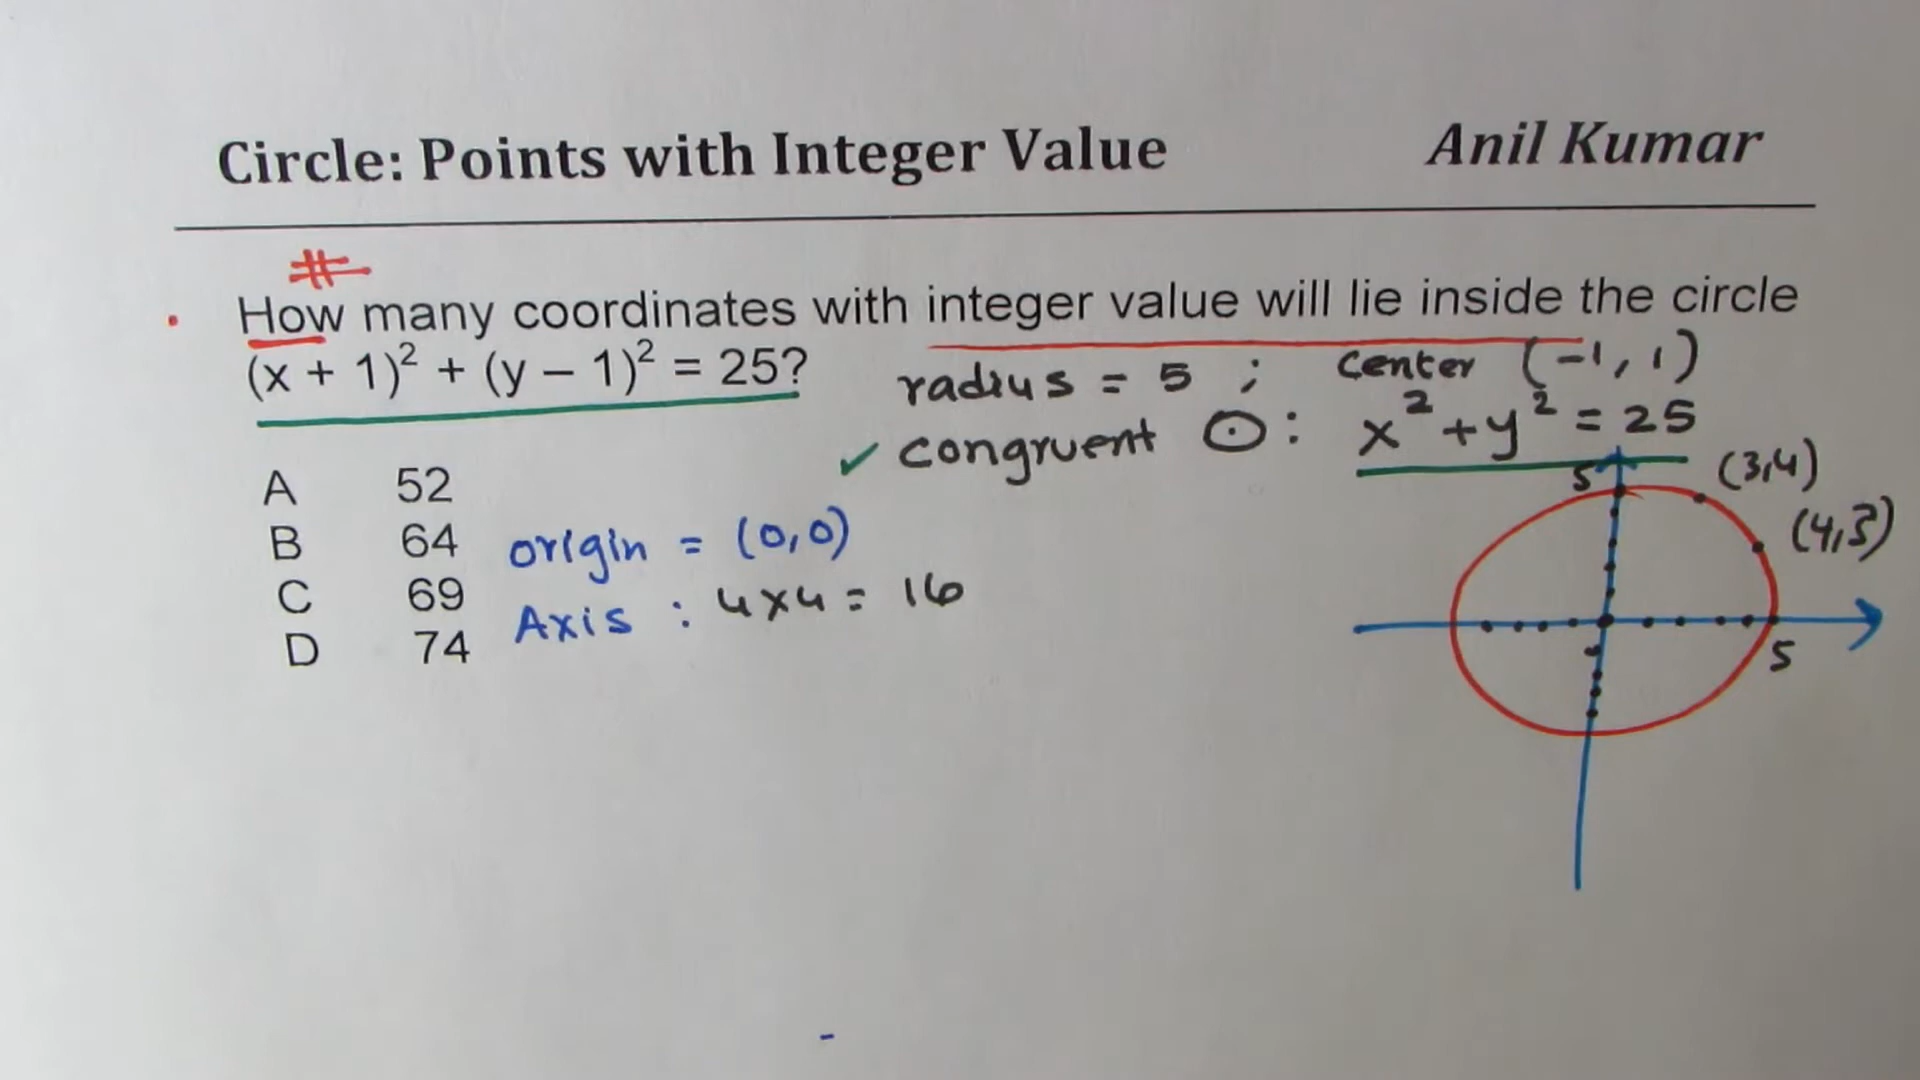 Circle: Points with Integer Value
Anil Kumar
#
How many coordinates with integer value will lie inside the circle
(x + 1)² + (y – 1)² = 25?
radius = 5 ; center (-1, 1)
✓ congruent ⊙: x² + y² = 25
A 52
B 64
C 69
D 74
origin = (0,0)
Axis : 4x4 = 16
5
(3,4)
(4,3)
5